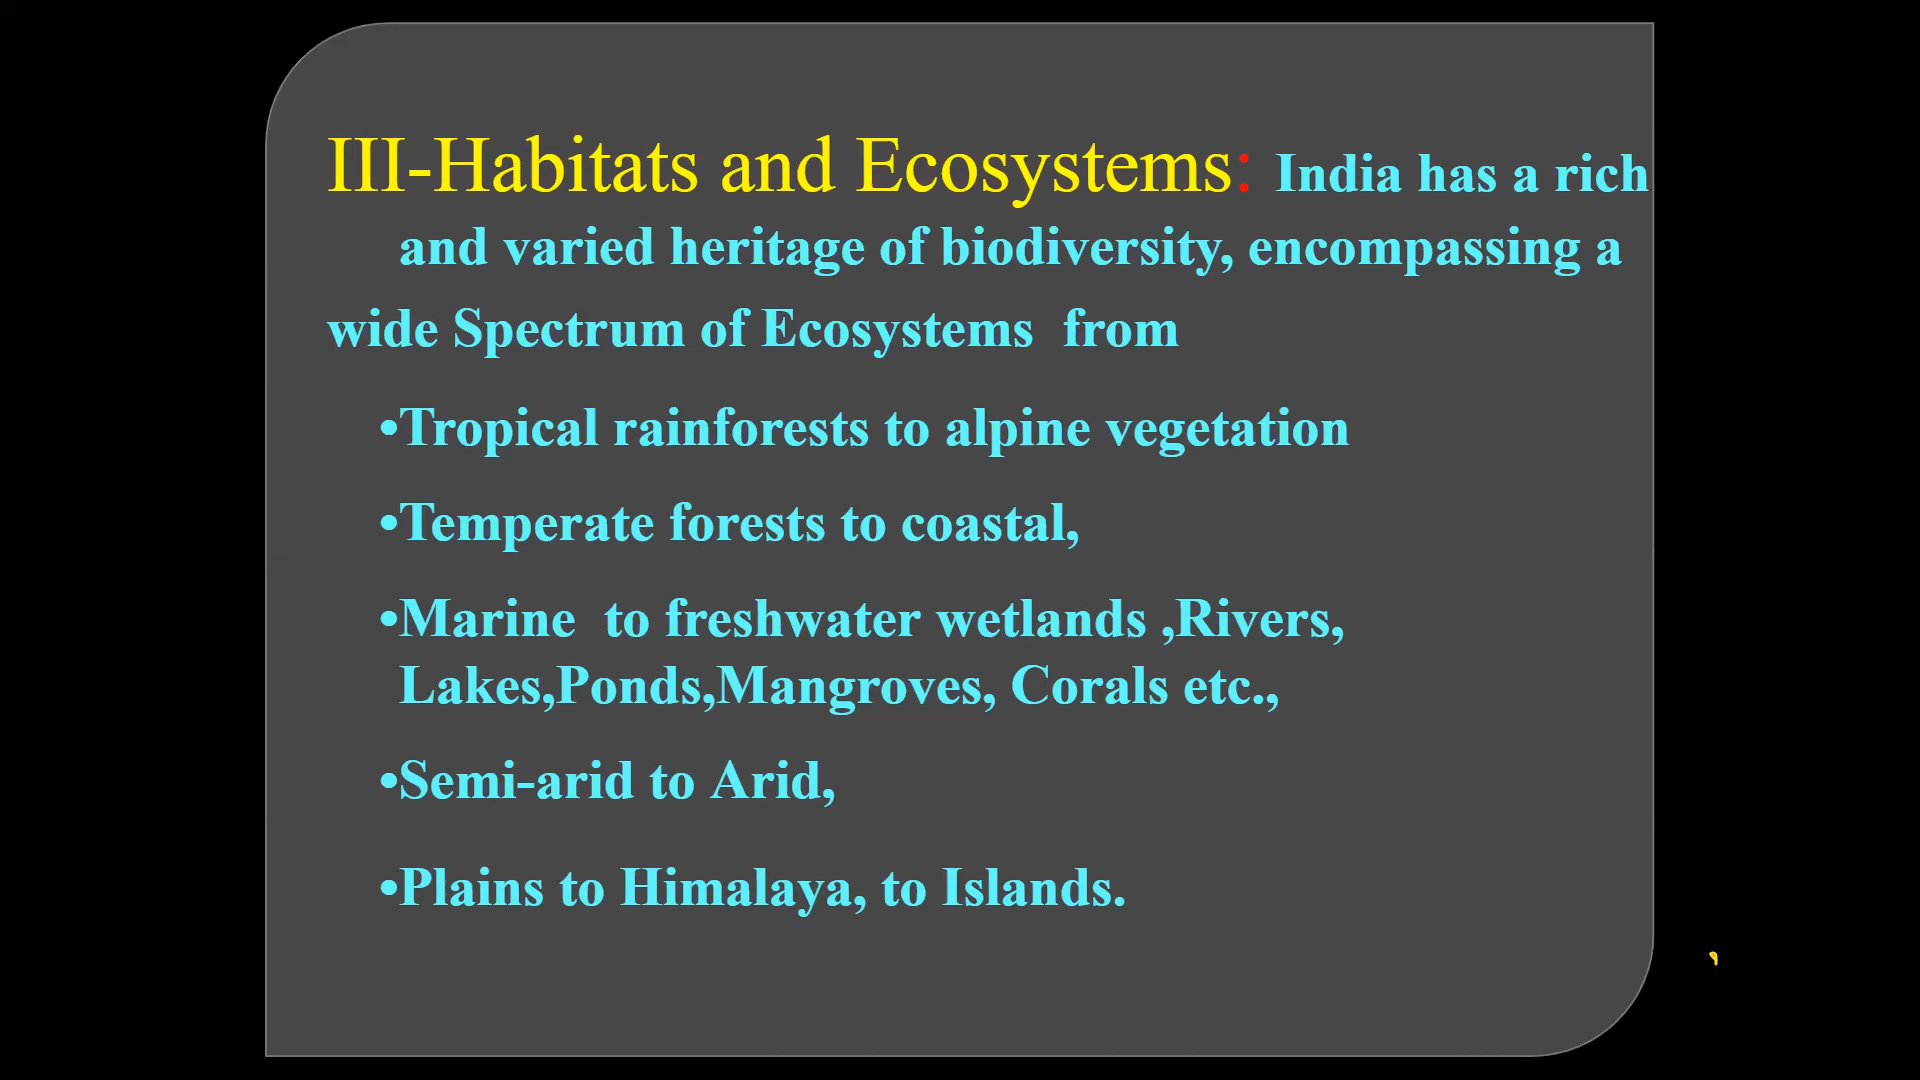 III-Habitats and Ecosystems: India has a rich
and varied heritage of biodiversity, encompassing a
wide Spectrum of Ecosystems  from
•Tropical rainforests to alpine vegetation
•Temperate forests to coastal,
•Marine  to freshwater wetlands ,Rivers,
Lakes,Ponds,Mangroves, Corals etc.,
•Semi-arid to Arid,
•Plains to Himalaya, to Islands.